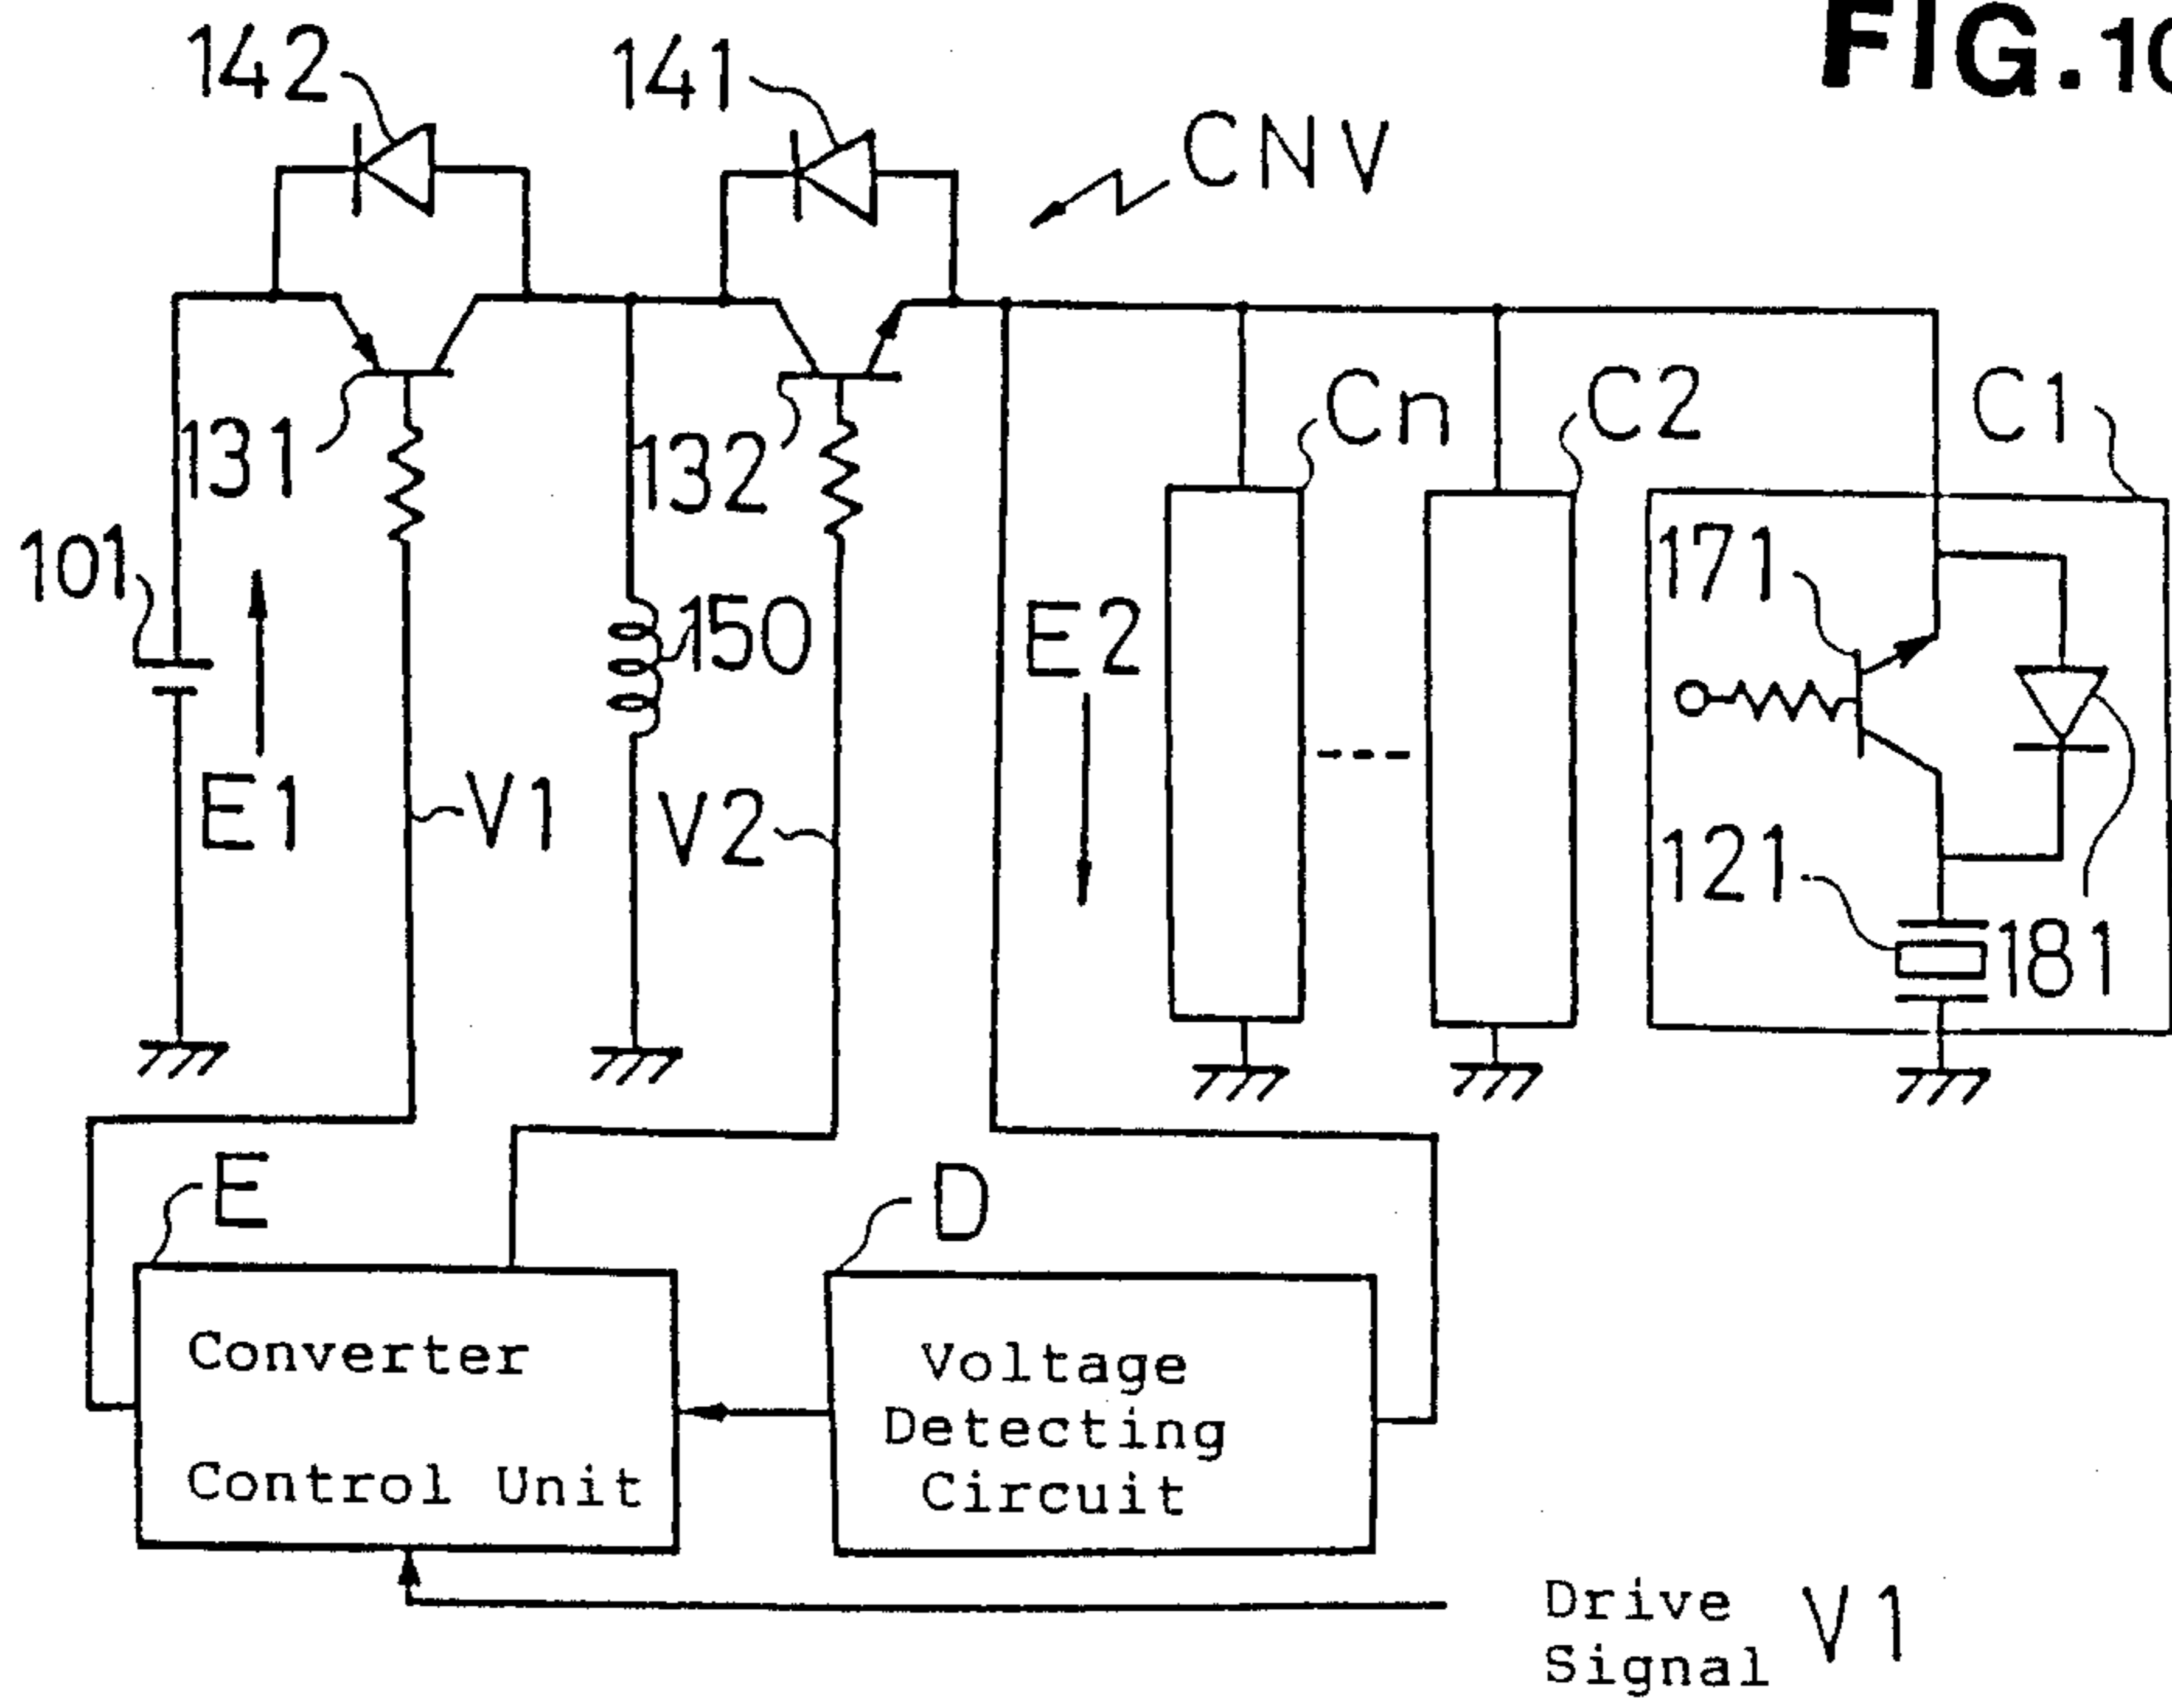 FIG.10
142
141
CNV
131
132
Cn
C2
C1
101
171
150
E2
E1
V1
V2
121
181
E
D
Converter
Control Unit
Voltage
Detecting
Circuit
Drive
Signal
V1